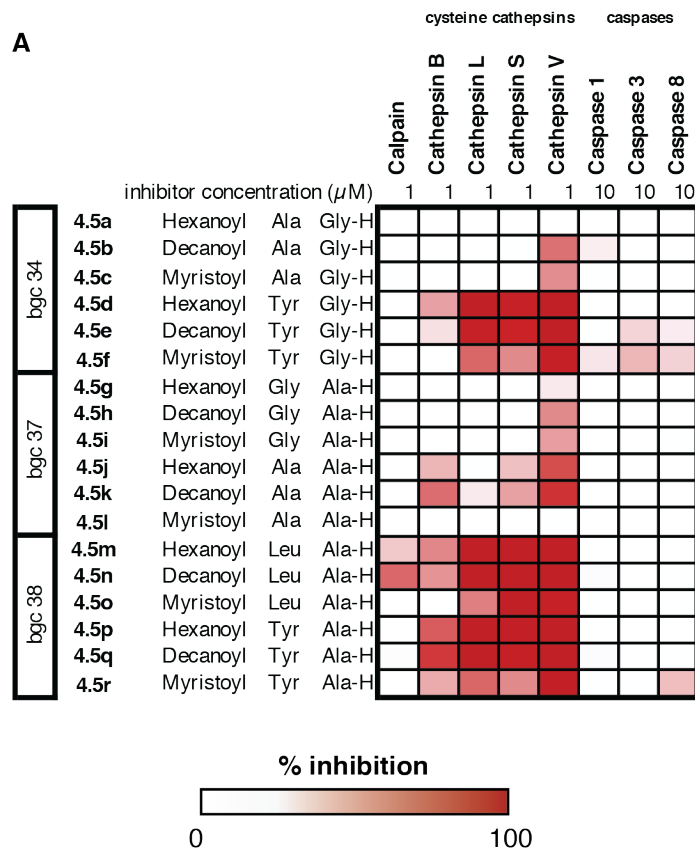 cysteine cathepsins caspases
A
Calpain Cathepsin B Cathepsin L Cathepsin S Cathepsin V Caspase 1 Caspase 3 Caspase 8
inhibitor concentration (µM) 1 1 1 1 1 10 10 10
bgc 34
4.5a Hexanoyl Ala Gly-H
4.5b Decanoyl Ala Gly-H
4.5c Myristoyl Ala Gly-H
4.5d Hexanoyl Tyr Gly-H
4.5e Decanoyl Tyr Gly-H
4.5f Myristoyl Tyr Gly-H
bgc 37
4.5g Hexanoyl Gly Ala-H
4.5h Decanoyl Gly Ala-H
4.5i Myristoyl Gly Ala-H
4.5j Hexanoyl Ala Ala-H
4.5k Decanoyl Ala Ala-H
4.5l Myristoyl Ala Ala-H
bgc 38
4.5m Hexanoyl Leu Ala-H
4.5n Decanoyl Leu Ala-H
4.5o Myristoyl Leu Ala-H
4.5p Hexanoyl Tyr Ala-H
4.5q Decanoyl Tyr Ala-H
4.5r Myristoyl Tyr Ala-H
% inhibition
0 100